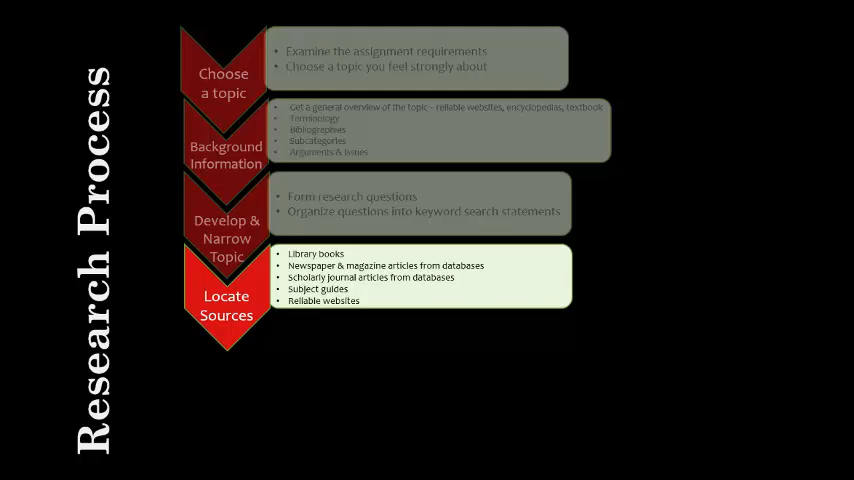 Research Process
Choose
a topic
• Examine the assignment requirements
• Choose a topic you feel strongly about
Background
Information
• Get a general overview of the topic – reliable websites, encyclopedias, textbook
• Terminology
• Bibliographies
• Subcategories
• Arguments & Issues
Develop &
Narrow
Topic
• Form research questions
• Organize questions into keyword search statements
Locate
Sources
• Library books
• Newspaper & magazine articles from databases
• Scholarly journal articles from databases
• Subject guides
• Reliable websites